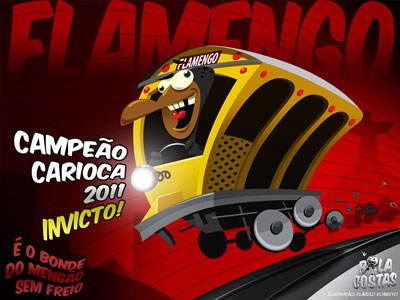 FLAMENGO
FLAMENGO
CAMPEÃO
CARIOCA
2011
INVICTO!
É O BONDE
DO MENGÃO
SEM FREIO
BOLA
NAS
COSTAS